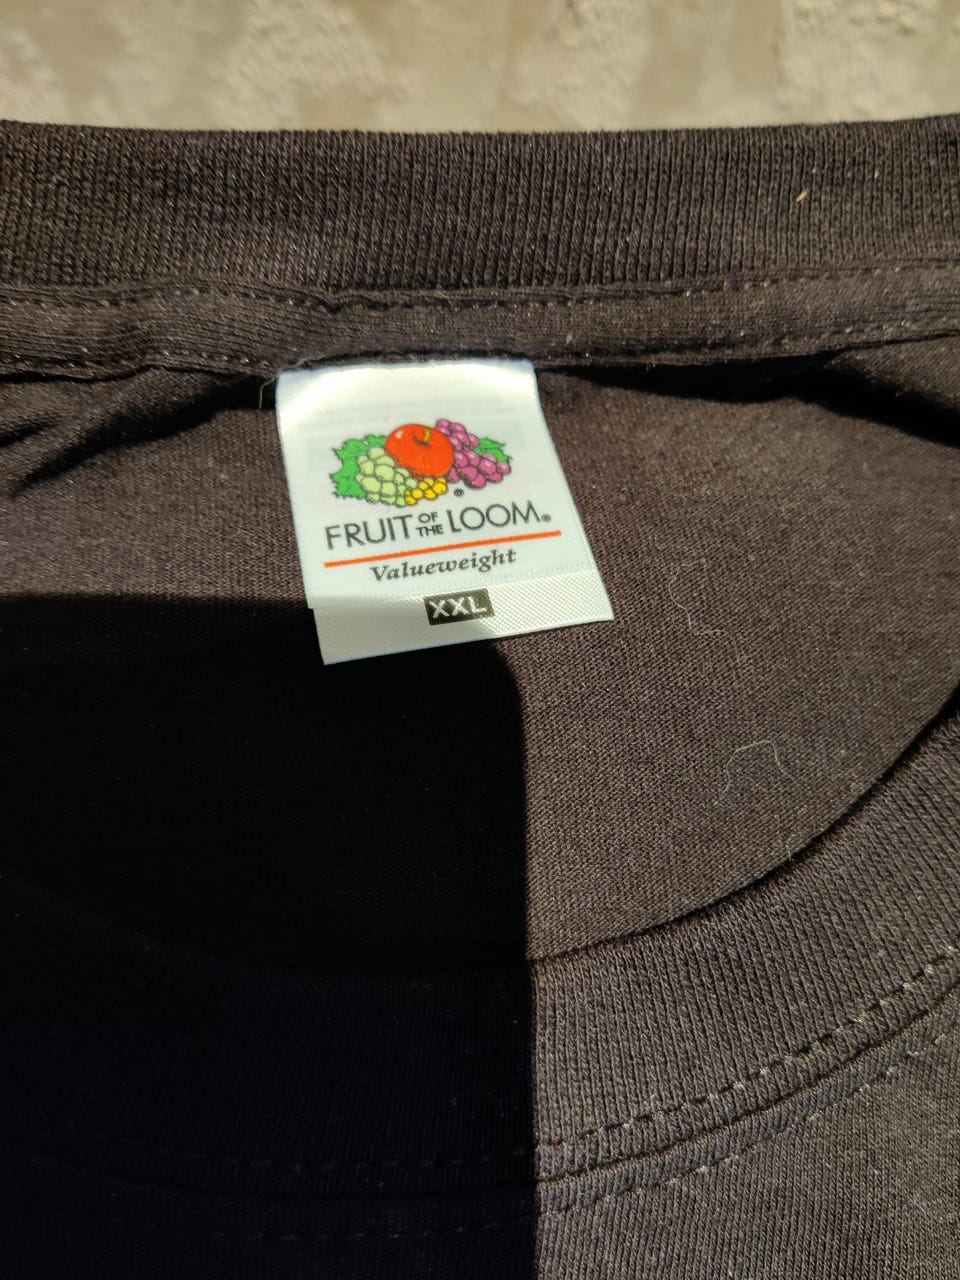 FRUIT OF THE LOOM®
Valueweight
XXL